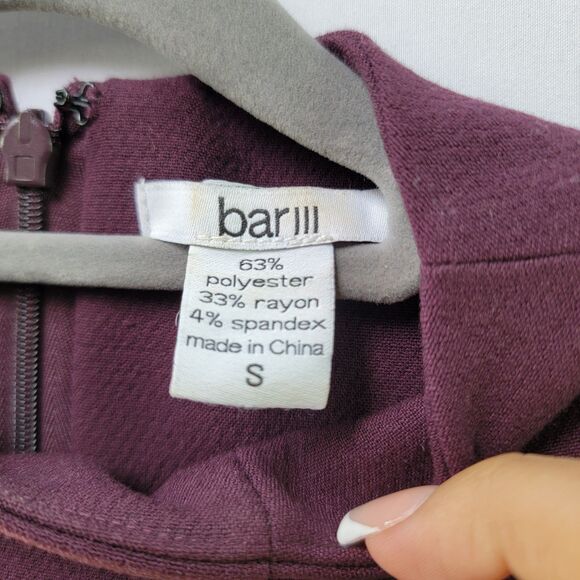 bar III
63%
polyester
33% rayon
4% spandex
made in China
S